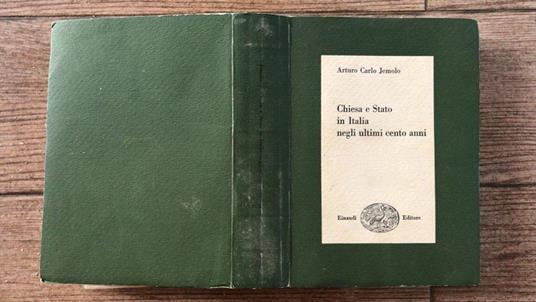 Arturo Carlo Jemolo
Chiesa e Stato
in Italia
negli ultimi cento anni
Einaudi Editore